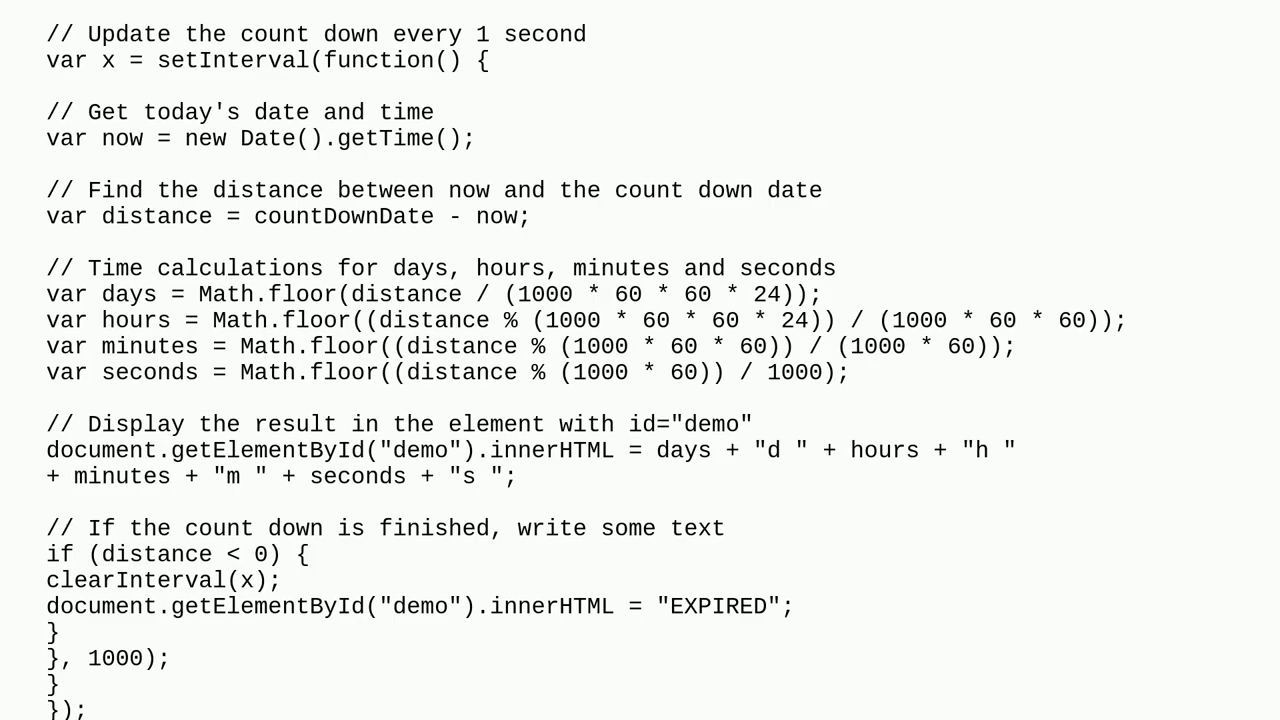 // Update the count down every 1 second
var x = setInterval(function() {
// Get today's date and time
var now = new Date().getTime();
// Find the distance between now and the count down date
var distance = countDownDate - now;
// Time calculations for days, hours, minutes and seconds
var days = Math.floor(distance / (1000 * 60 * 60 * 24));
var hours = Math.floor((distance % (1000 * 60 * 60 * 24)) / (1000 * 60 * 60));
var minutes = Math.floor((distance % (1000 * 60 * 60)) / (1000 * 60));
var seconds = Math.floor((distance % (1000 * 60)) / 1000);
// Display the result in the element with id="demo"
document.getElementById("demo").innerHTML = days + "d " + hours + "h "
+ minutes + "m " + seconds + "s ";
// If the count down is finished, write some text
if (distance < 0) {
clearInterval(x);
document.getElementById("demo").innerHTML = "EXPIRED";
}
}, 1000);
}
});